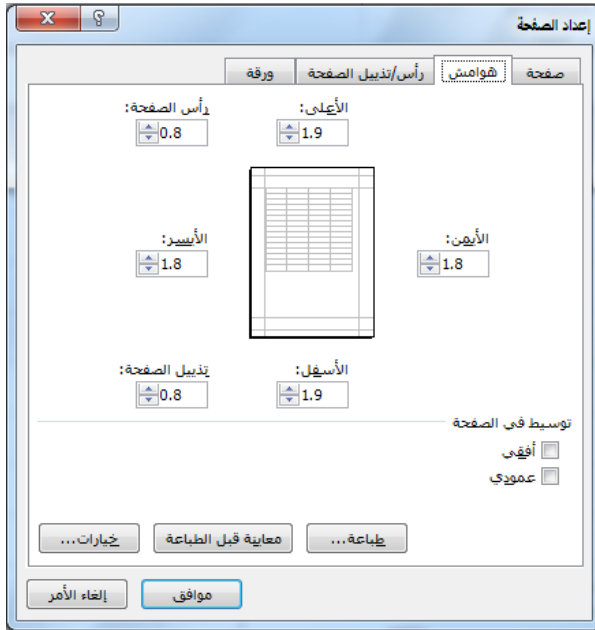 إعداد الصفحة
صفحة هوامش رأس/تذييل الصفحة ورقة
الأعلى: رأس الصفحة:
1.9 0.8
الأيمن: الأيسر:
1.8 1.8
الأسفل: تذييل الصفحة:
1.9 0.8
توسيط في الصفحة
أفقي
عمودي
طباعة... معاينة قبل الطباعة خيارات...
موافق إلغاء الأمر